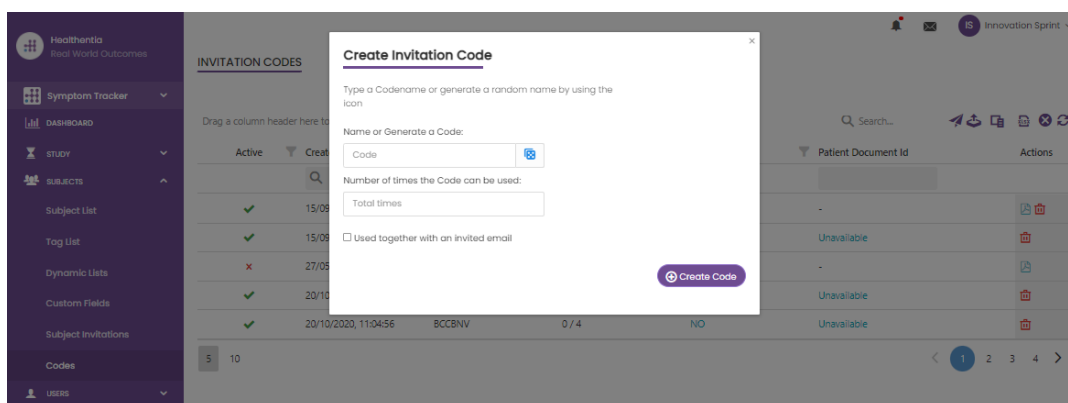 Healthentia
Real World Outcomes
Innovation Sprint
IS
INVITATION CODES
Create Invitation Code
×
Type a Codename or generate a random name by using the
icon
Name or Generate a Code:
Code
Number of times the Code can be used:
Total times
Used together with an invited email
Create Code
Symptom Tracker
DASHBOARD
STUDY
SUBJECTS
Subject List
Tag List
Dynamic Lists
Custom Fields
Subject Invitations
Codes
USERS
Drag a column header here to
Search...
Active
Creat
Patient Document Id
Actions
15/09
-
15/09
Unavailable
27/05
-
20/10
Unavailable
20/10/2020, 11:04:56 BCCBNV 0 / 4 NO Unavailable
5 10
1 2 3 4